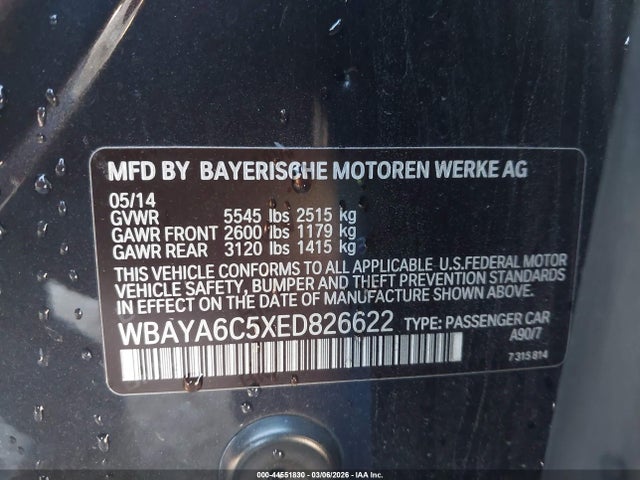 MFD BY BAYERISCHE MOTOREN WERKE AG
05/14
GVWR 5545 lbs 2515 kg
GAWR FRONT 2600 lbs 1179 kg
GAWR REAR 3120 lbs 1415 kg
THIS VEHICLE CONFORMS TO ALL APPLICABLE U.S.FEDERAL MOTOR
VEHICLE SAFETY, BUMPER AND THEFT PREVENTION STANDARDS
IN EFFECT ON THE DATE OF MANUFACTURE SHOWN ABOVE.
WBAYA6C5XED826622 TYPE: PASSENGER CAR
A90/7
7315814
000-44551830 - 03/06/2026 - IAA Inc.